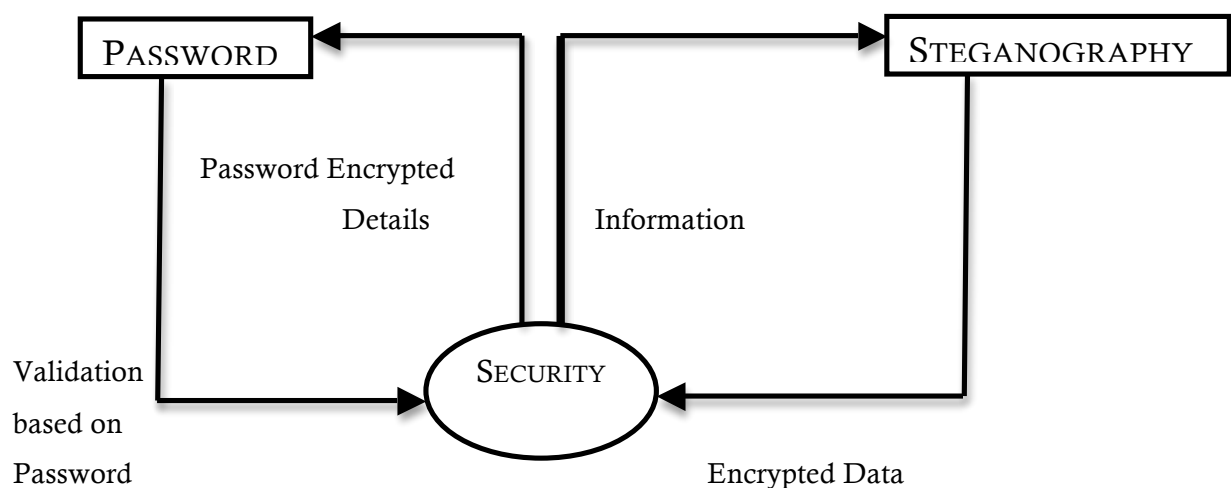 PASSWORD
STEGANOGRAPHY
Password Encrypted
Details
Information
SECURITY
Validation
based on
Password
Encrypted Data